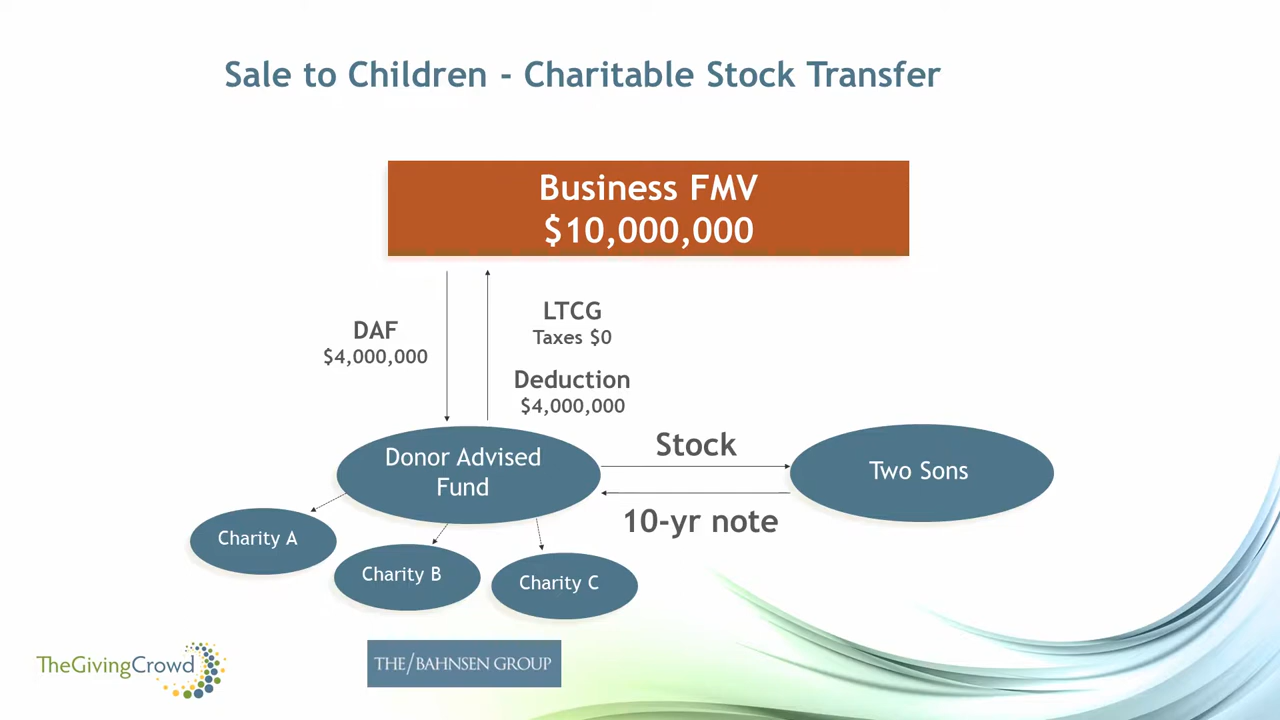 Sale to Children - Charitable Stock Transfer
Business FMV
$10,000,000
DAF
$4,000,000
LTCG
Taxes $0
Deduction
$4,000,000
Donor Advised
Fund
Stock
10-yr note
Two Sons
Charity A
Charity B
Charity C
TheGivingCrowd
THE/BAHNSEN GROUP